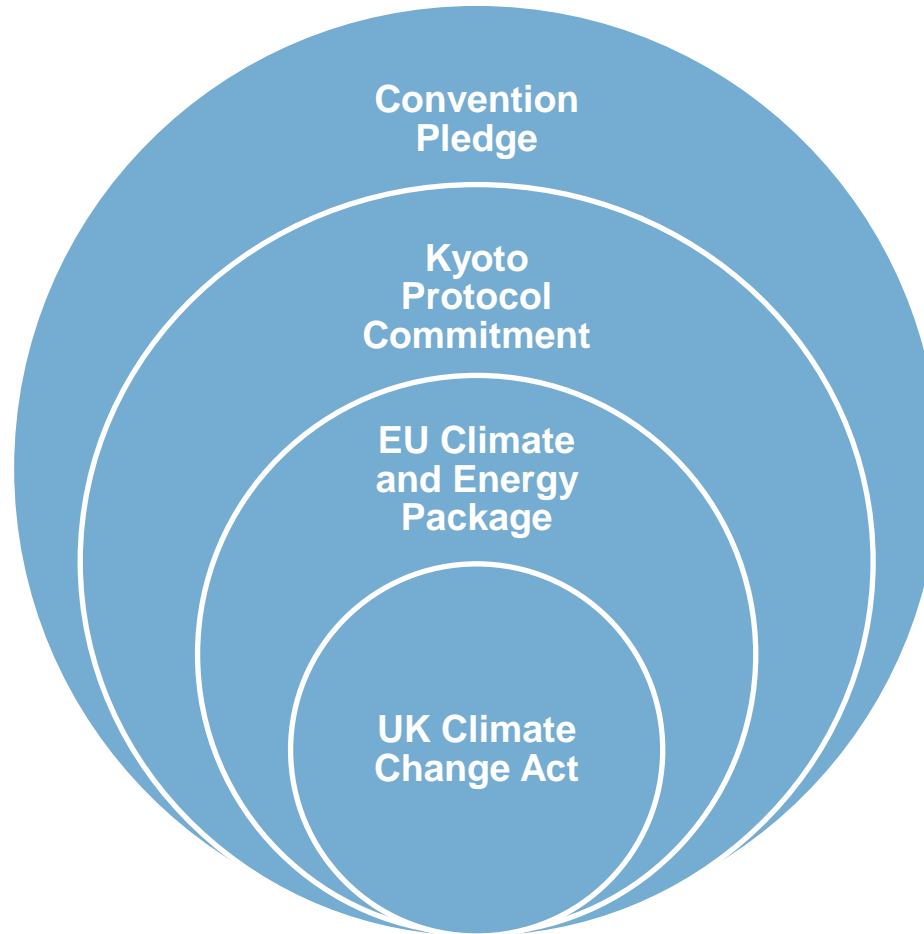 Convention
Pledge
Kyoto
Protocol
Commitment
EU Climate
and Energy
Package
UK Climate
Change Act